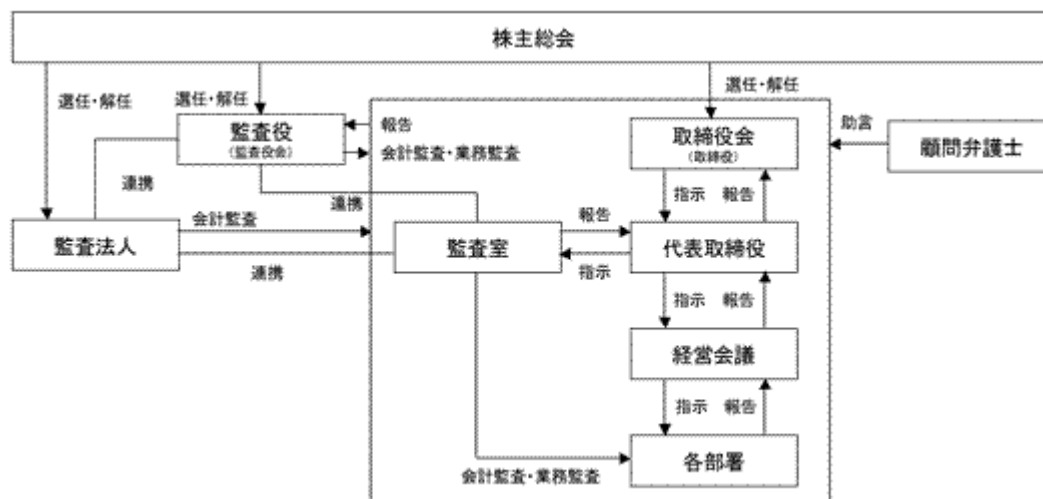 株主総会
選任・解任
選任・解任
選任・解任
監査役
(監査役会)
報告
会計監査・業務監査
取締役会
(取締役)
助言
顧問弁護士
連携
連携
指示 報告
監査法人
会計監査
監査室
報告
代表取締役
連携
指示
指示 報告
経営会議
指示 報告
各部署
会計監査・業務監査